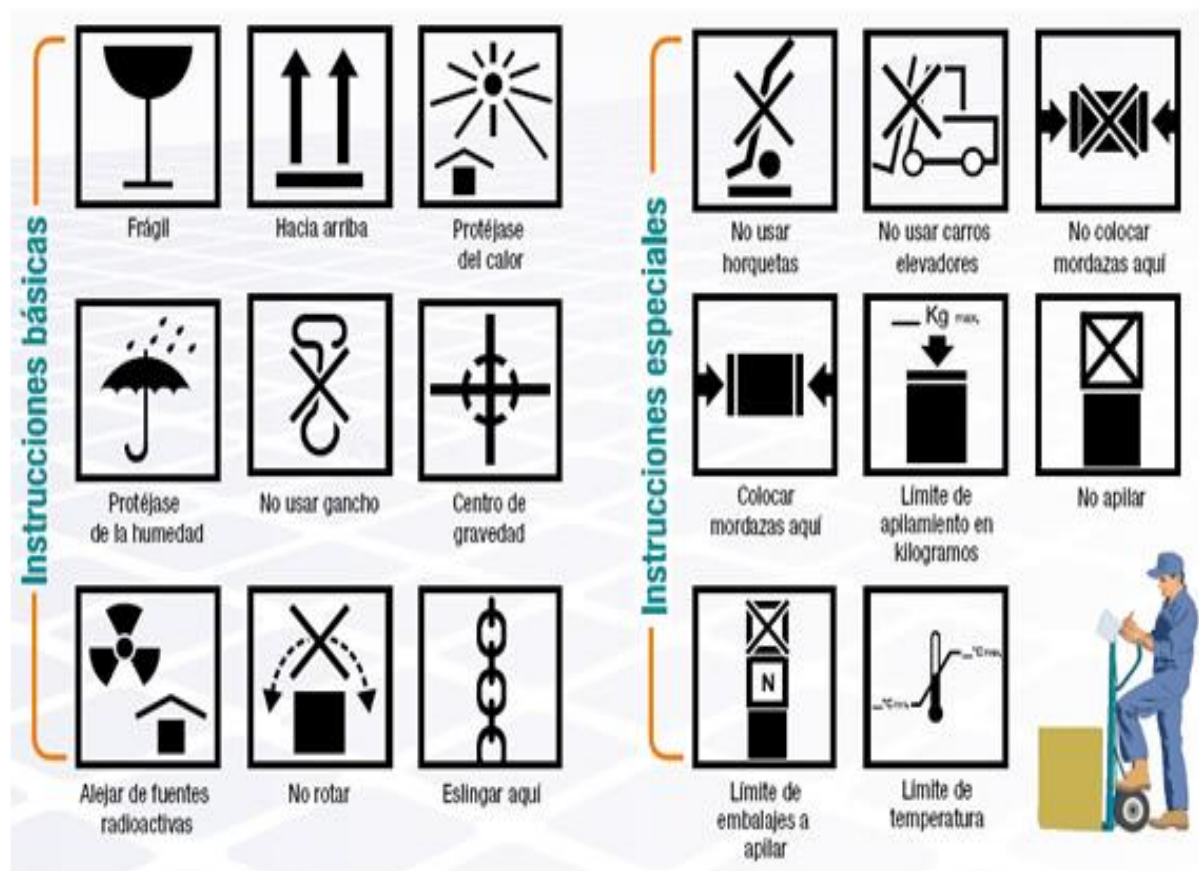 Instrucciones básicas
Frágil
Hacia arriba
Protéjase
del calor
Protéjase
de la humedad
No usar gancho
Centro de
gravedad
Alejar de fuentes
radioactivas
No rotar
Eslingar aquí
Instrucciones especiales
No usar
horquetas
No usar carros
elevadores
No colocar
mordazas aquí
Colocar
mordazas aquí
Kg max.
Límite de
apilamiento en
kilogramos
No apilar
N
Límite de
embalajes a
apilar
°C max.
°C min.
Límite de
temperatura